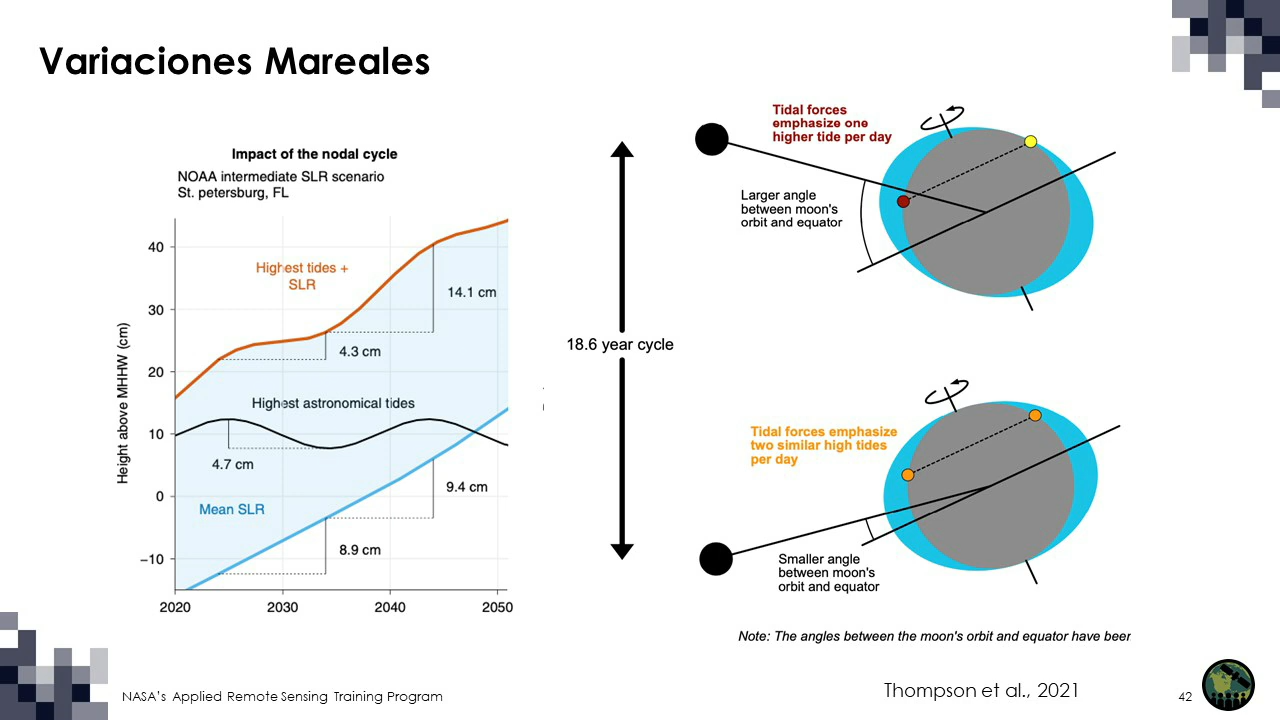 Variaciones Mareales
Impact of the nodal cycle
NOAA intermediate SLR scenario
St. petersburg, FL
Height above MHHW (cm)
40
30
20
10
0
−10
2020
2030
2040
2050
Highest tides +
SLR
14.1 cm
4.3 cm
Highest astronomical tides
4.7 cm
9.4 cm
Mean SLR
8.9 cm
18.6 year cycle
Tidal forces
emphasize one
higher tide per day
Larger angle
between moon's
orbit and equator
Tidal forces emphasize
two similar high tides
per day
Smaller angle
between moon's
orbit and equator
Note: The angles between the moon's orbit and equator have beer
Thompson et al., 2021
NASA's Applied Remote Sensing Training Program
42